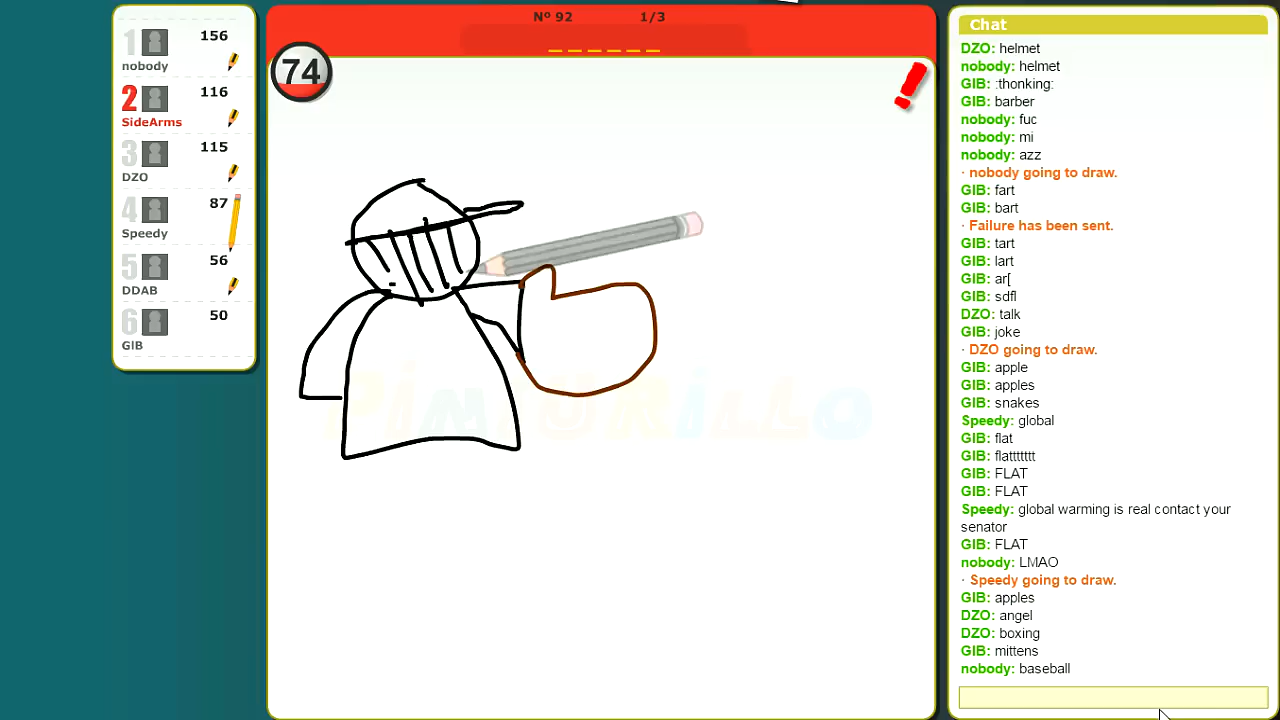 Nº 92 1/3
_ _ _ _ _ _
74
1 156
nobody
2 116
SideArms
3 115
DZO
4 87
Speedy
5 56
DDAB
6 50
GIB
PiNTURiLLO
Chat
DZO: helmet
nobody: helmet
GIB: :thonking:
GIB: barber
nobody: fuc
nobody: mi
nobody: azz
· nobody going to draw.
GIB: fart
GIB: bart
· Failure has been sent.
GIB: tart
GIB: lart
GIB: ar[
GIB: sdfl
DZO: talk
GIB: joke
· DZO going to draw.
GIB: apple
GIB: apples
GIB: snakes
Speedy: global
GIB: flat
GIB: flattttttt
GIB: FLAT
GIB: FLAT
Speedy: global warming is real contact your
senator
GIB: FLAT
nobody: LMAO
· Speedy going to draw.
GIB: apples
DZO: angel
DZO: boxing
GIB: mittens
nobody: baseball